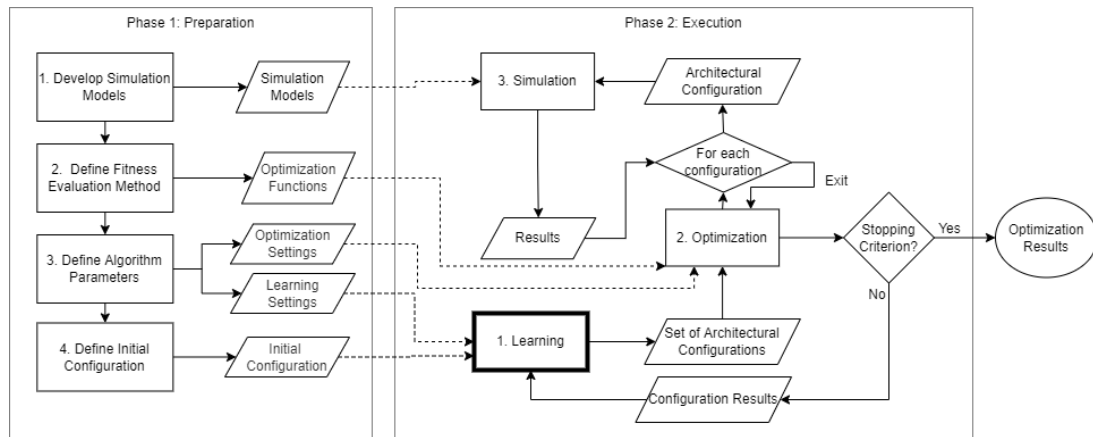 Phase 1: Preparation
1. Develop Simulation
Models
Simulation
Models
2. Define Fitness
Evaluation Method
Optimization
Functions
3. Define Algorithm
Parameters
Optimization
Settings
Learning
Settings
4. Define Initial
Configuration
Initial
Configuration
Phase 2: Execution
3. Simulation
Architectural
Configuration
For each
configuration
Exit
Results
2. Optimization
Stopping
Criterion?
Yes
No
Optimization
Results
1. Learning
Set of Architectural
Configurations
Configuration Results